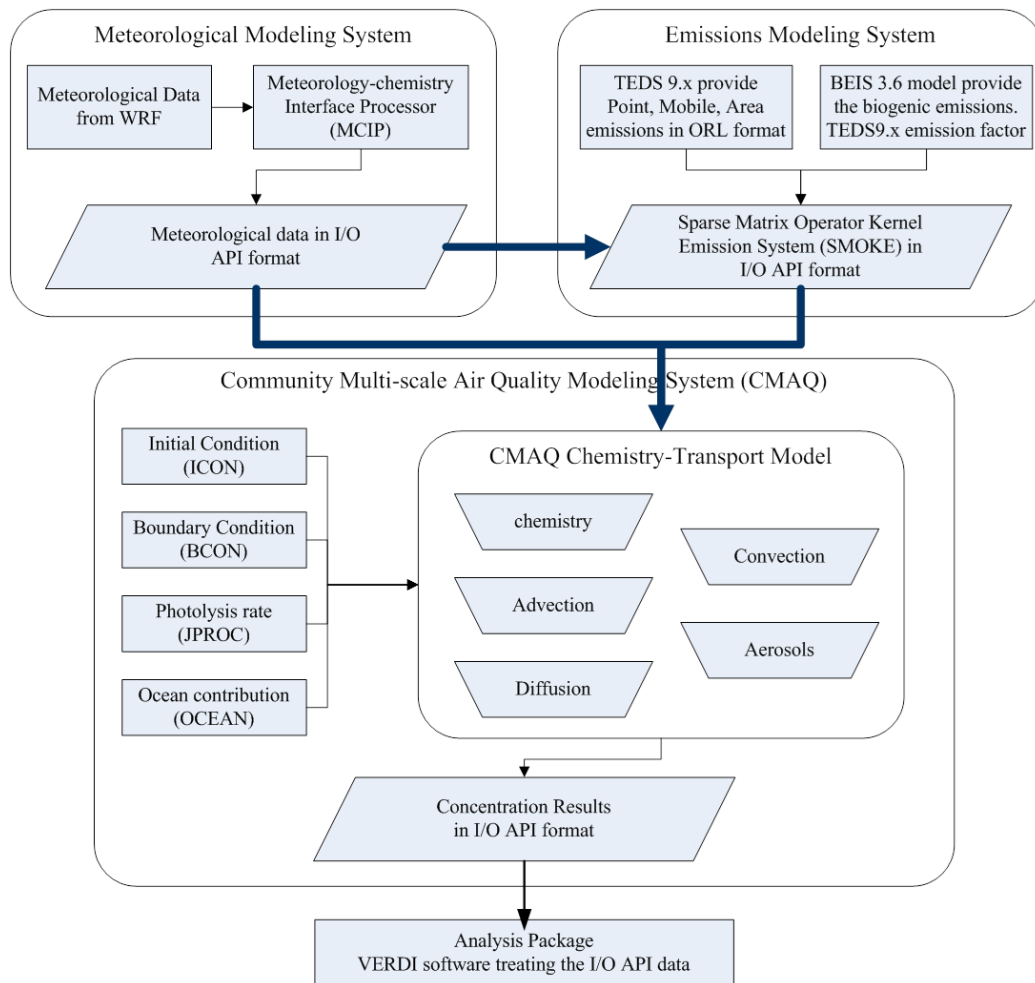 Meteorological Modeling System
Meteorological Data
from WRF
Meteorology-chemistry
Interface Processor
(MCIP)
Meteorological data in I/O
API format
Emissions Modeling System
TEDS 9.x provide
Point, Mobile, Area
emissions in ORL format
BEIS 3.6 model provide
the biogenic emissions.
TEDS9.x emission factor
Sparse Matrix Operator Kernel
Emission System (SMOKE) in
I/O API format
Community Multi-scale Air Quality Modeling System (CMAQ)
Initial Condition
(ICON)
Boundary Condition
(BCON)
Photolysis rate
(JPROC)
Ocean contribution
(OCEAN)
CMAQ Chemistry-Transport Model
chemistry
Advection
Diffusion
Convection
Aerosols
Concentration Results
in I/O API format
Analysis Package
VERDI software treating the I/O API data